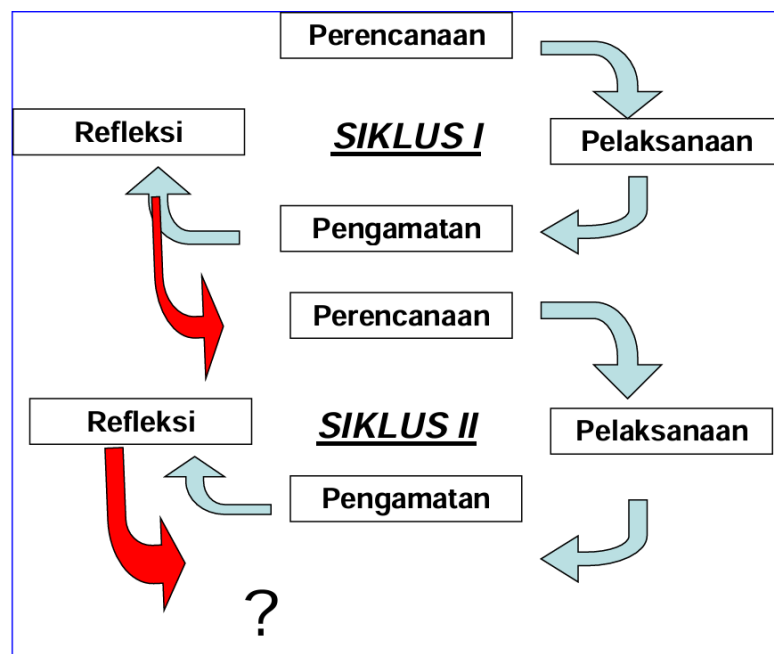 Perencanaan
Refleksi
SIKLUS I
Pelaksanaan
Pengamatan
Perencanaan
Refleksi
SIKLUS II
Pelaksanaan
Pengamatan
?